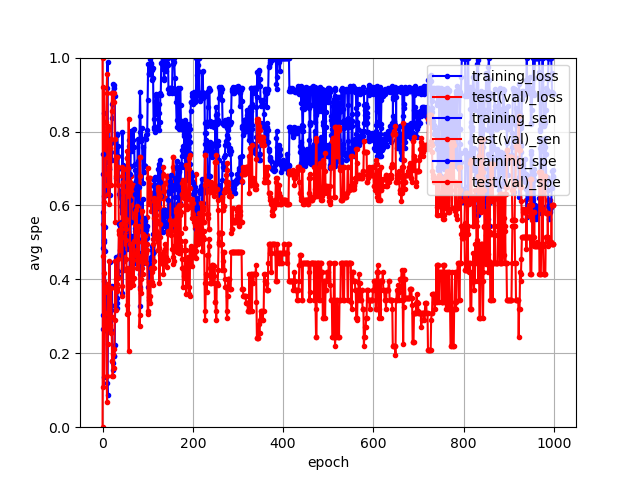 1.0
0.8
0.6
0.4
0.2
0.0
avg spe
0
200
400
600
800
1000
epoch
training_loss
test(val)_loss
training_sen
test(val)_sen
training_spe
test(val)_spe